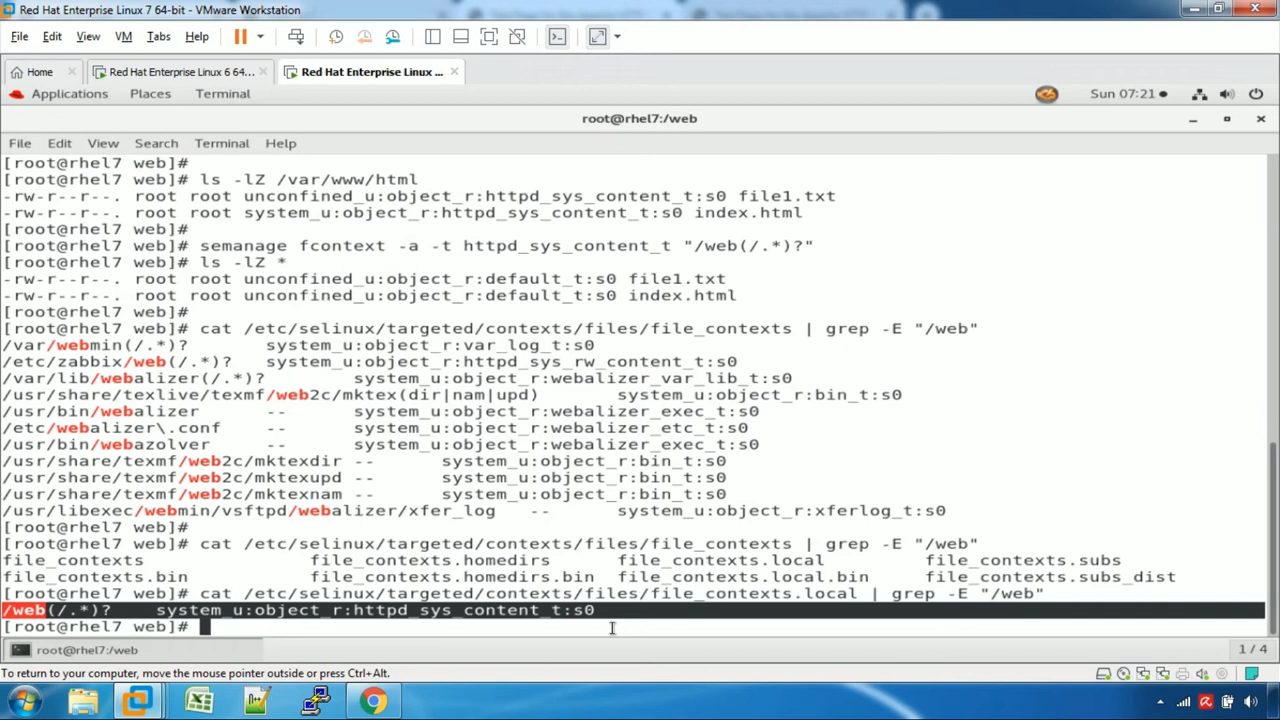 Red Hat Enterprise Linux 7 64-bit - VMware Workstation
File Edit View VM Tabs Help
Home Red Hat Enterprise Linux 6 64... Red Hat Enterprise Linux ...
Applications Places Terminal Sun 07:21
root@rhel7:/web
File Edit View Search Terminal Help
[root@rhel7 web]#
[root@rhel7 web]# ls -lZ /var/www/html
-rw-r--r--. root root unconfined_u:object_r:httpd_sys_content_t:s0 file1.txt
-rw-r--r--. root root system_u:object_r:httpd_sys_content_t:s0 index.html
[root@rhel7 web]#
[root@rhel7 web]# semanage fcontext -a -t httpd_sys_content_t "/web(/.*)?"
[root@rhel7 web]# ls -lZ *
-rw-r--r--. root root unconfined_u:object_r:default_t:s0 file1.txt
-rw-r--r--. root root unconfined_u:object_r:default_t:s0 index.html
[root@rhel7 web]#
[root@rhel7 web]# cat /etc/selinux/targeted/contexts/files/file_contexts | grep -E "/web"
/var/webmin(/.*)? system_u:object_r:var_log_t:s0
/etc/zabbix/web(/.*)? system_u:object_r:httpd_sys_rw_content_t:s0
/var/lib/webalizer(/.*)? system_u:object_r:webalizer_var_lib_t:s0
/usr/share/texlive/texmf/web2c/mktex(dir|nam|upd) system_u:object_r:bin_t:s0
/usr/bin/webalizer -- system_u:object_r:webalizer_exec_t:s0
/etc/webalizer\.conf -- system_u:object_r:webalizer_etc_t:s0
/usr/bin/webazolver -- system_u:object_r:webalizer_exec_t:s0
/usr/share/texmf/web2c/mktexdir -- system_u:object_r:bin_t:s0
/usr/share/texmf/web2c/mktexupd -- system_u:object_r:bin_t:s0
/usr/share/texmf/web2c/mktexnam -- system_u:object_r:bin_t:s0
/usr/libexec/webmin/vsftpd/webalizer/xfer_log -- system_u:object_r:xferlog_t:s0
[root@rhel7 web]#
[root@rhel7 web]# cat /etc/selinux/targeted/contexts/files/file_contexts | grep -E "/web"
file_contexts file_contexts.homedirs file_contexts.local file_contexts.subs
file_contexts.bin file_contexts.homedirs.bin file_contexts.local.bin file_contexts.subs_dist
[root@rhel7 web]# cat /etc/selinux/targeted/contexts/files/file_contexts.local | grep -E "/web"
/web(/.*)? system_u:object_r:httpd_sys_content_t:s0
[root@rhel7 web]#
root@rhel7:/web 1 / 4
To return to your computer, move the mouse pointer outside or press Ctrl+Alt.